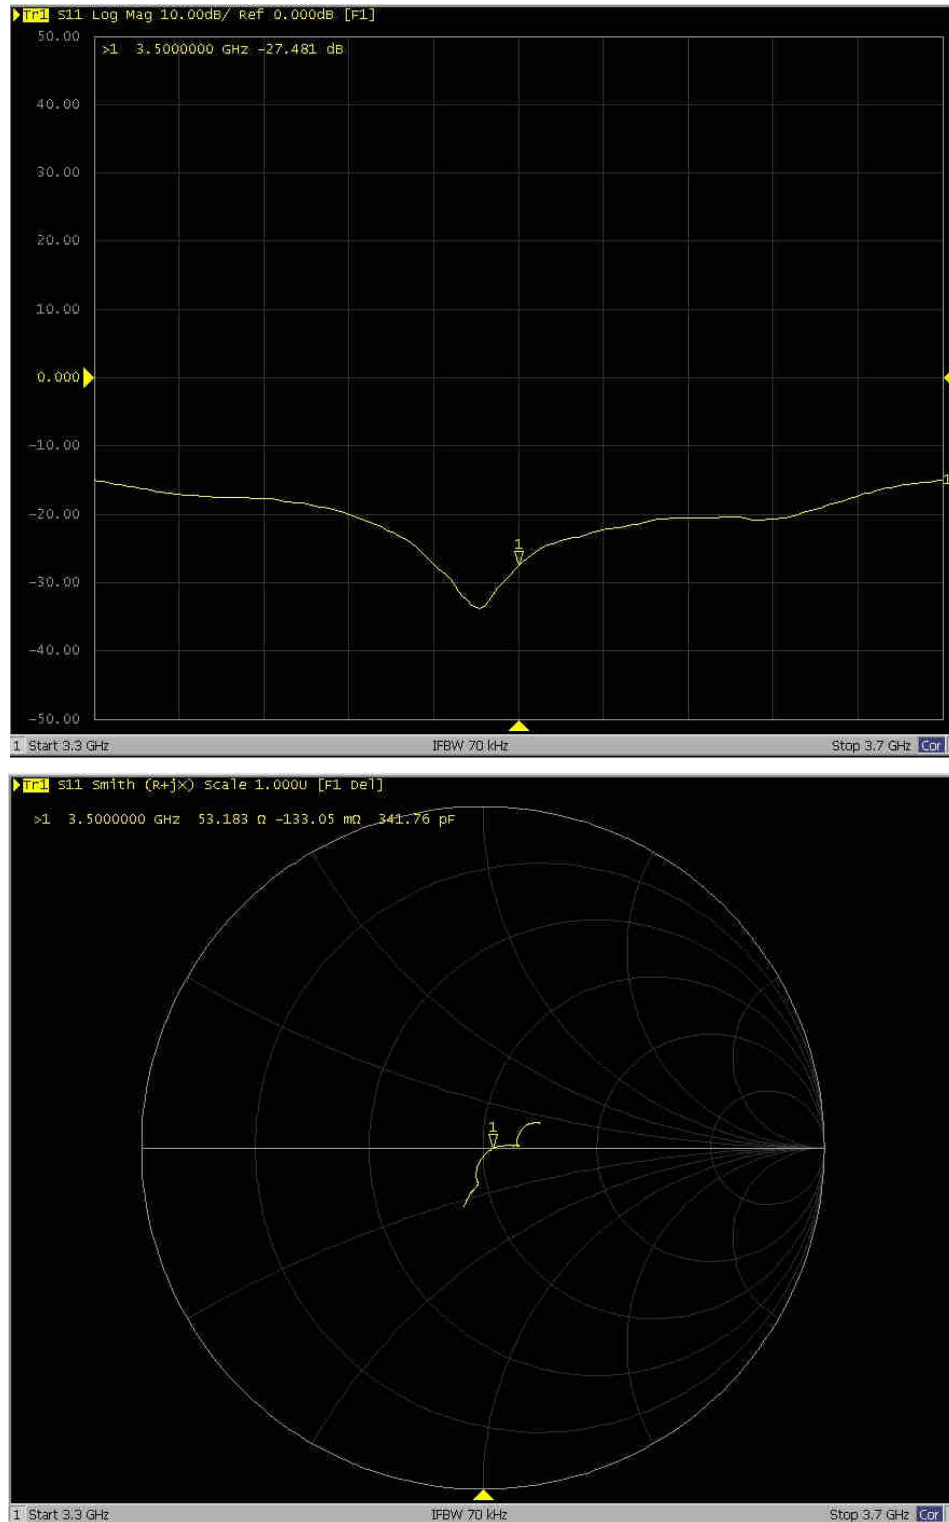 Tr1 S11 Log Mag 10.00dB/ Ref 0.000dB [F1]
50.00
>1 3.5000000 GHz -27.481 dB
40.00
30.00
20.00
10.00
0.000
-10.00
1
-20.00
1
-30.00
-40.00
-50.00
1 Start 3.3 GHz IFBW 70 kHz Stop 3.7 GHz Cor
Tr1 S11 Smith (R+jX) Scale 1.000U [F1 Del]
>1 3.5000000 GHz 53.183 Ω -133.05 mΩ 341.76 pF
1
1 Start 3.3 GHz IFBW 70 kHz Stop 3.7 GHz Cor